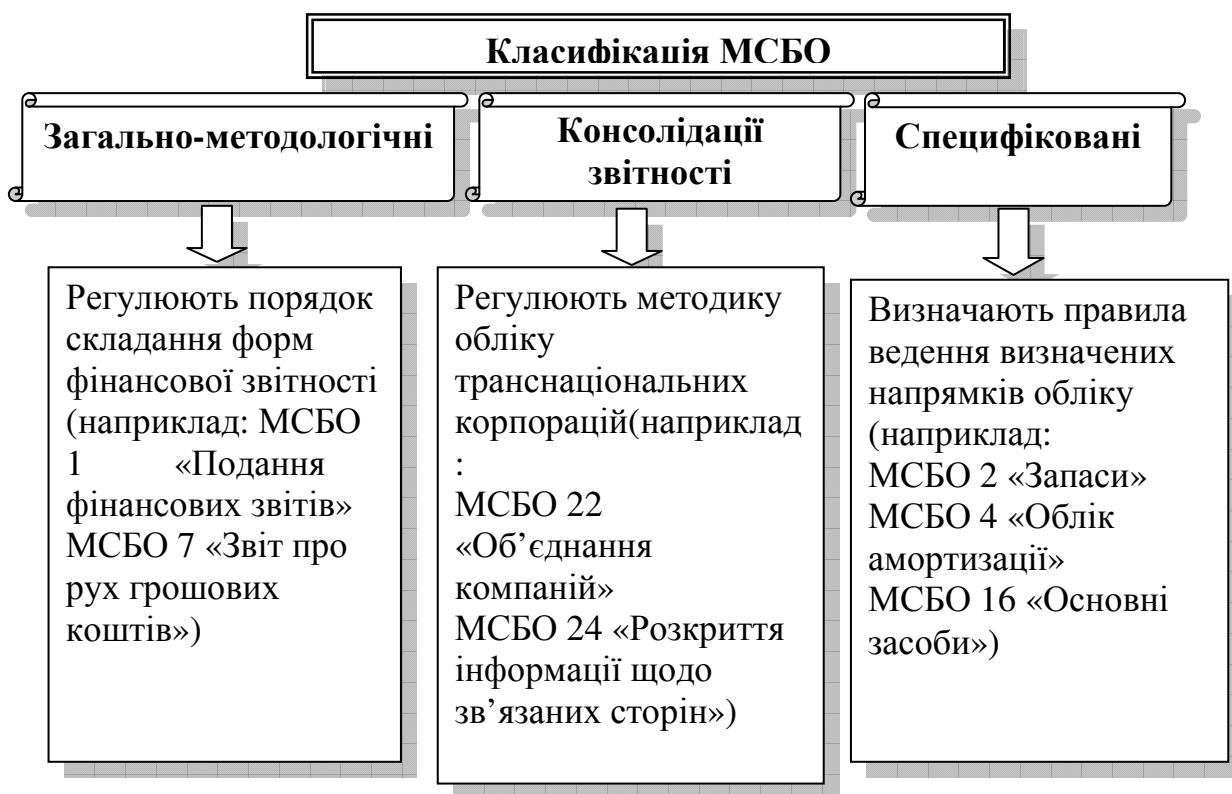 Класифікація МСБО
Загально-методологічні
Консолідації
звітності
Специфіковані
Регулюють порядок
складання форм
фінансової звітності
(наприклад: МСБО
1 «Подання
фінансових звітів»
МСБО 7 «Звіт про
рух грошових
коштів»)
Регулюють методику
обліку
транснаціональних
корпорацій(наприклад
:
МСБО 22
«Об’єднання
компаній»
МСБО 24 «Розкриття
інформації щодо
зв’язаних сторін»)
Визначають правила
ведення визначених
напрямків обліку
(наприклад:
МСБО 2 «Запаси»
МСБО 4 «Облік
амортизації»
МСБО 16 «Основні
засоби»)